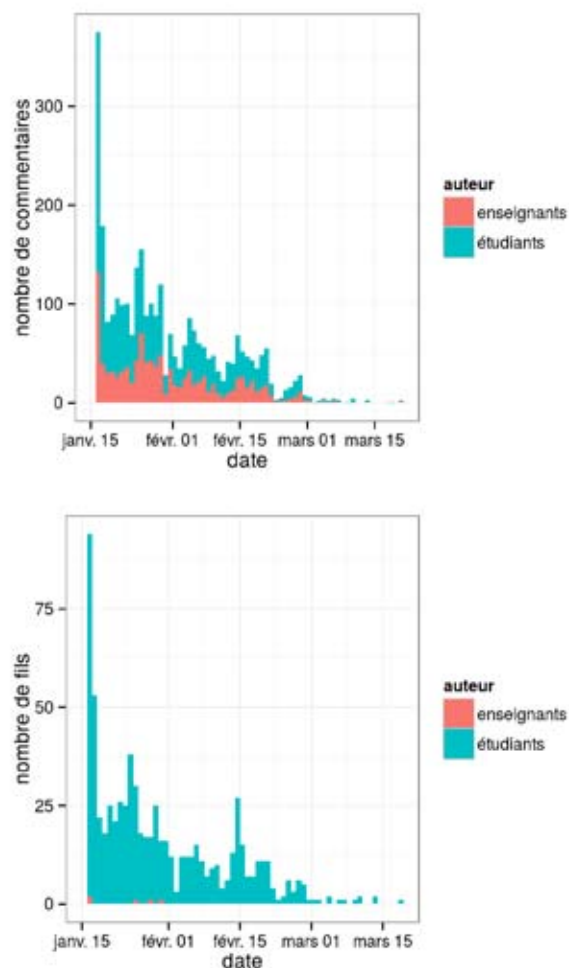 nombre de commentaires
300
200
100
0
janv. 15 févr. 01 févr. 15 mars 01 mars 15
date
auteur
enseignants
étudiants
nombre de fils
75
50
25
0
janv. 15 févr. 01 févr. 15 mars 01 mars 15
date
auteur
enseignants
étudiants